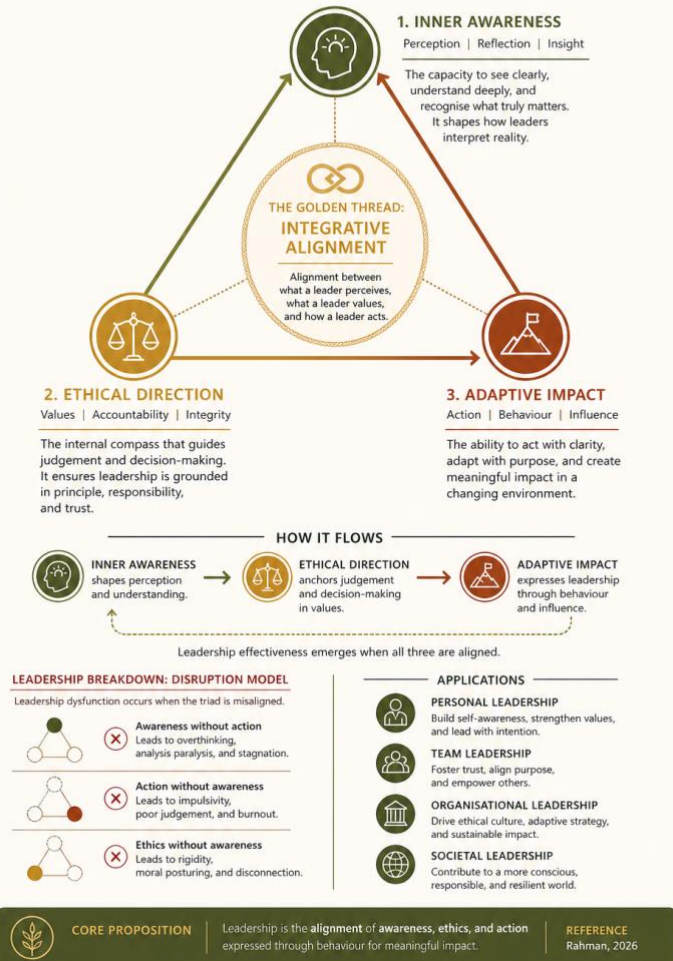 1. INNER AWARENESS
Perception | Reflection | Insight
The capacity to see clearly,
understand deeply, and
recognise what truly matters.
It shapes how leaders
interpret reality.
THE GOLDEN THREAD:
INTEGRATIVE
ALIGNMENT
Alignment between
what a leader perceives,
what a leader values,
and how a leader acts.
2. ETHICAL DIRECTION
Values | Accountability | Integrity
The internal compass that guides
judgement and decision-making.
It ensures leadership is grounded
in principle, responsibility,
and trust.
3. ADAPTIVE IMPACT
Action | Behaviour | Influence
The ability to act with clarity,
adapt with purpose, and create
meaningful impact in a
changing environment.
HOW IT FLOWS
INNER AWARENESS
shapes perception
and understanding.
ETHICAL DIRECTION
anchors judgement
and decision-making
in values.
ADAPTIVE IMPACT
expresses leadership
through behaviour
and influence.
Leadership effectiveness emerges when all three are aligned.
LEADERSHIP BREAKDOWN: DISRUPTION MODEL
Leadership dysfunction occurs when the triad is misaligned.
Awareness without action
Leads to overthinking,
analysis paralysis, and stagnation.
Action without awareness
Leads to impulsivity,
poor judgement, and burnout.
Ethics without awareness
Leads to rigidity,
moral posturing, and disconnection.
APPLICATIONS
PERSONAL LEADERSHIP
Build self-awareness, strengthen values,
and lead with intention.
TEAM LEADERSHIP
Foster trust, align purpose,
and empower others.
ORGANISATIONAL LEADERSHIP
Drive ethical culture, adaptive strategy,
and sustainable impact.
SOCIETAL LEADERSHIP
Contribute to a more conscious,
responsible, and resilient world.
CORE PROPOSITION
Leadership is the alignment of awareness, ethics, and action
expressed through behaviour for meaningful impact.
REFERENCE
Rahman, 2026